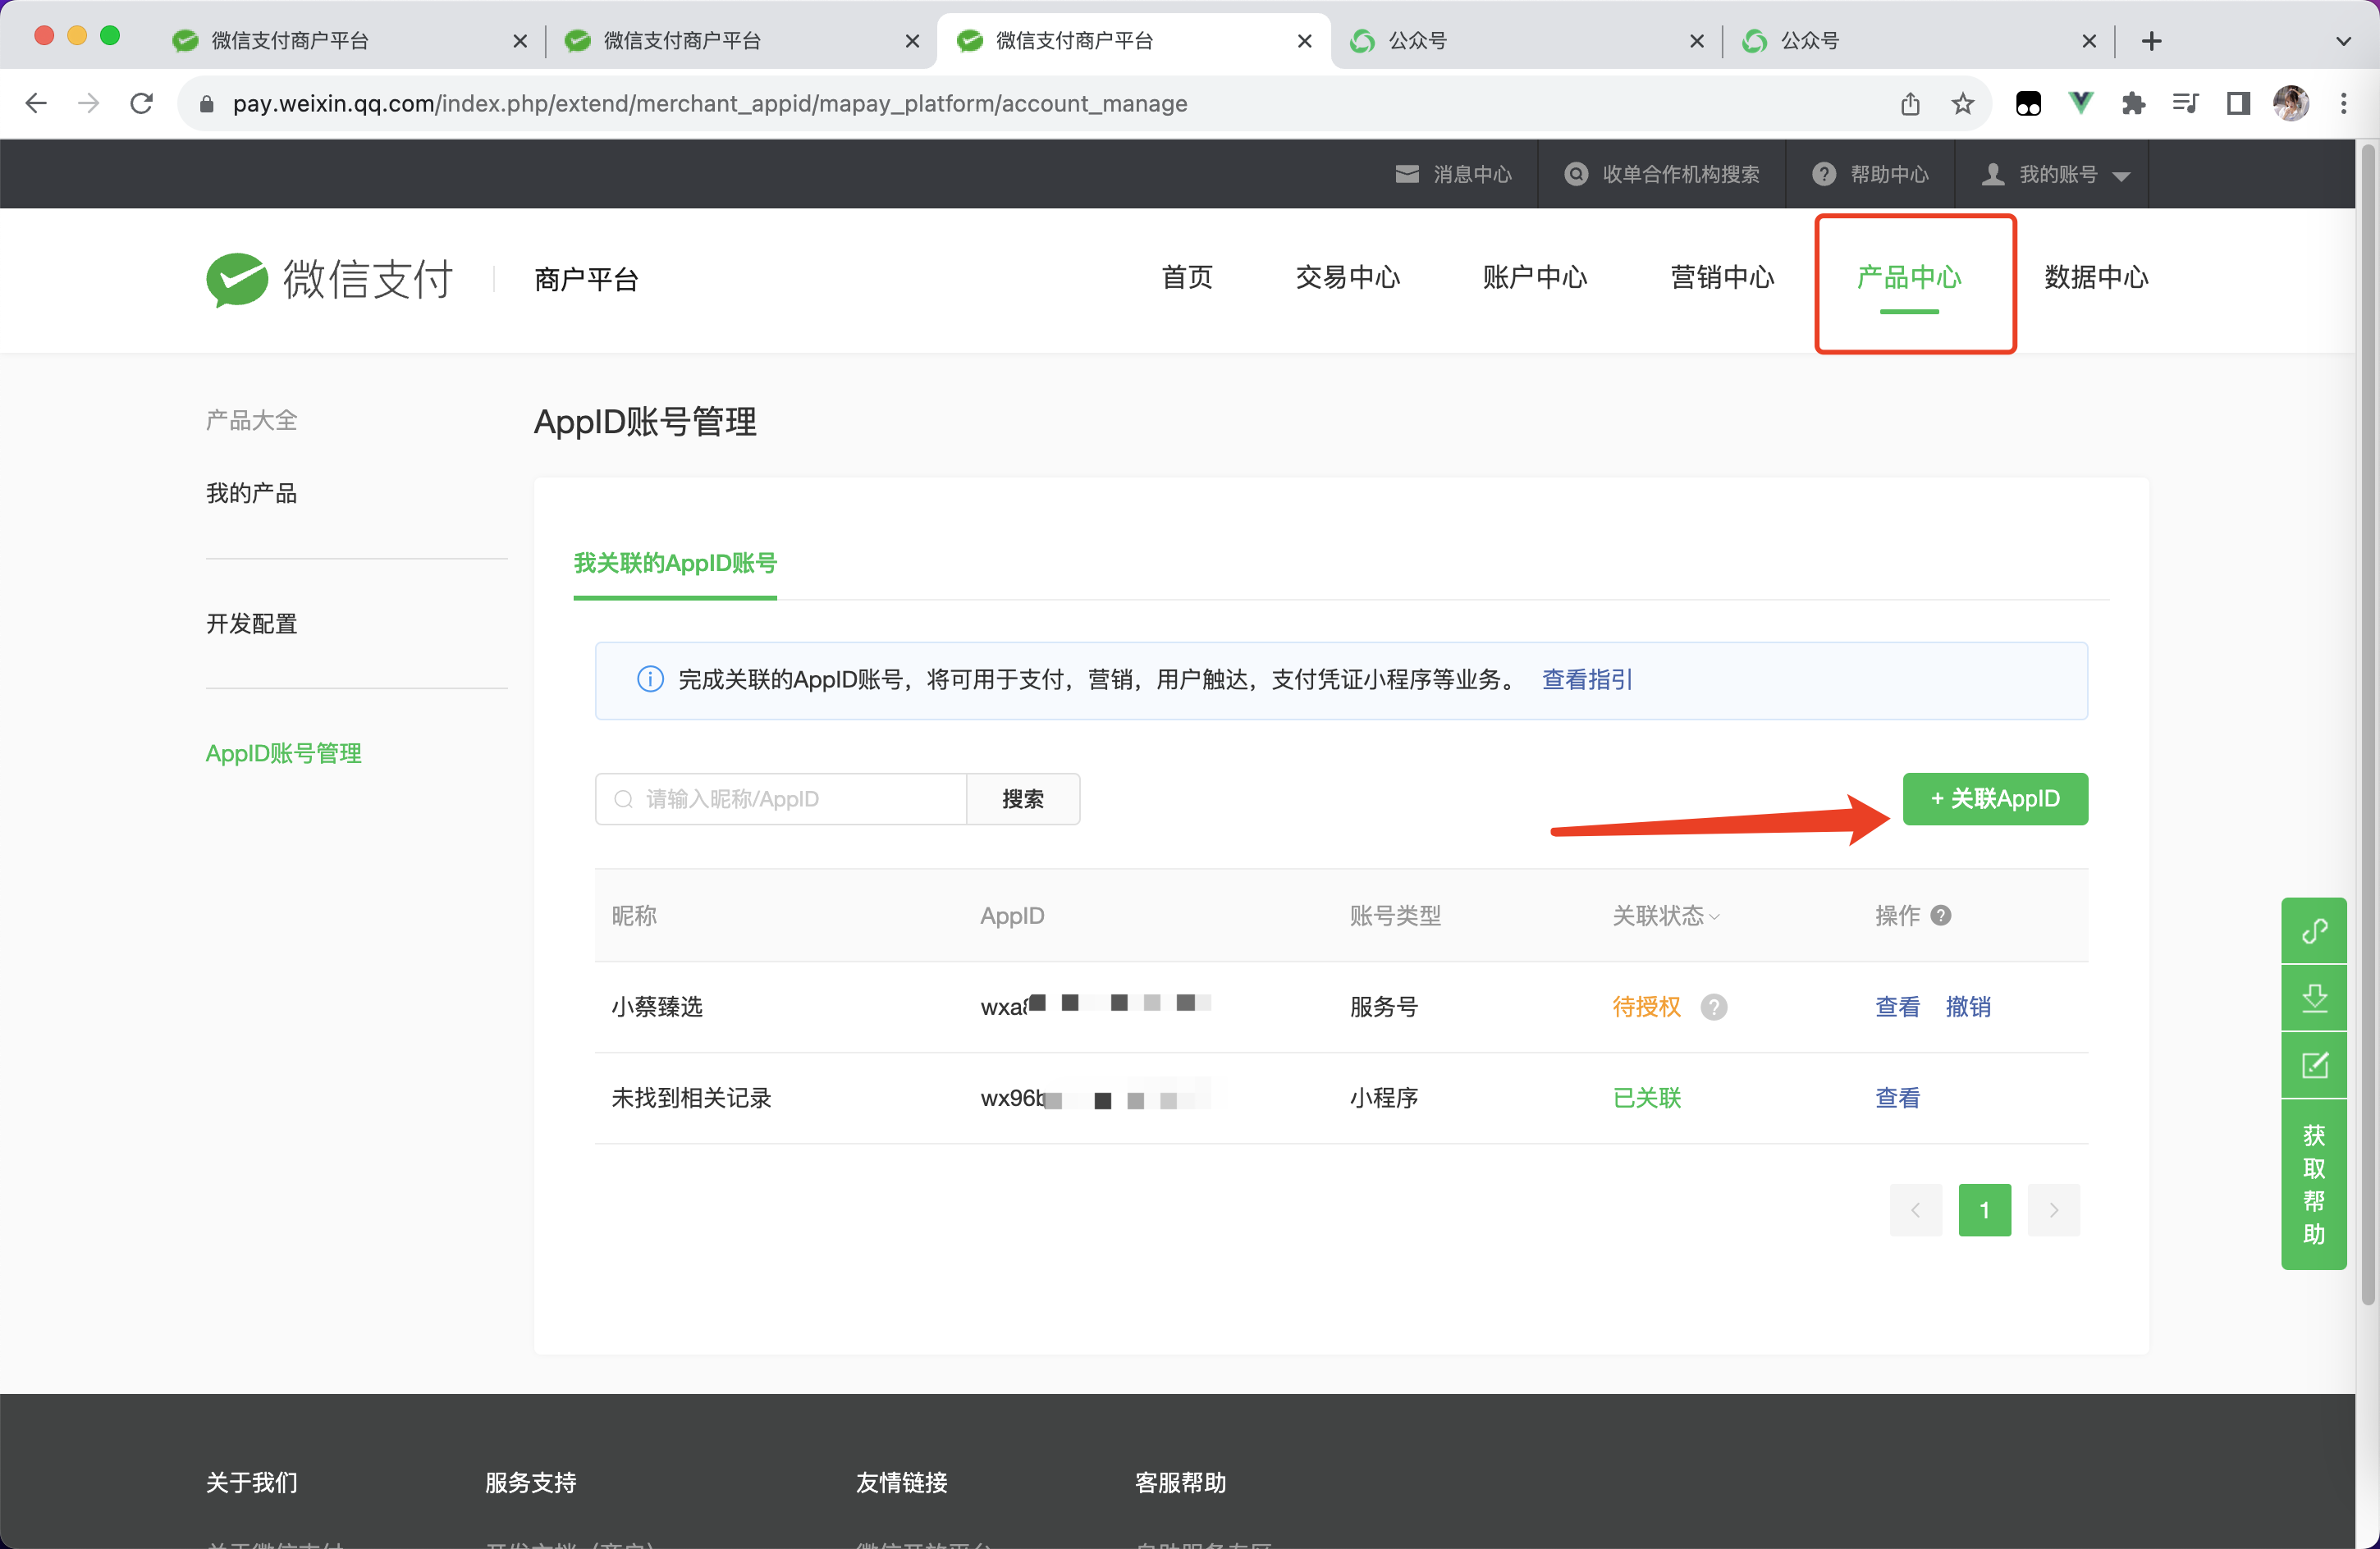 微信支付商户平台
微信支付商户平台
微信支付商户平台
公众号
公众号
pay.weixin.qq.com/index.php/extend/merchant_appid/mapay_platform/account_manage
消息中心
收单合作机构搜索
帮助中心
我的账号
微信支付
商户平台
首页
交易中心
账户中心
营销中心
产品中心
数据中心
产品大全
我的产品
开发配置
AppID账号管理
AppID账号管理
我关联的AppID账号
完成关联的AppID账号，将可用于支付，营销，用户触达，支付凭证小程序等业务。 查看指引
请输入昵称/AppID
搜索
+ 关联AppID
昵称 AppID 账号类型 关联状态 操作
小蔡臻选 wxa 服务号 待授权 查看 撤销
未找到相关记录 wx96 小程序 已关联 查看
1
获取帮助
关于我们
服务支持
友情链接
客服帮助